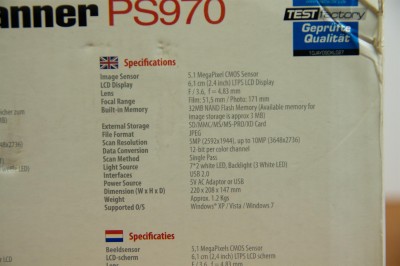 anner PS970
TESTfactory
Geprüfte
Qualität
Specifications
Image Sensor 5,1 MegaPixel CMOS Sensor
LCD Display 6,1 cm (2,4 inch) LTPS LCD Display
Lens F / 3.6, f = 4.83 mm
Focal Range Film: 51,5 mm / Photo: 171 mm
Built-in Memory 32MB NAND Flash Memory (Available memory for
image storage is approx 3 MB)
External Storage SD/MMC/MS/MS-PRO/XD Card
File Format JPEG
Scan Resolution 5MP (2592x1944), up to 10MP (3648x2736)
Data Conversion 12-bit per color channel
Scan Method Single Pass
Light Source 7*2 white LED, Backlight (3 White LED)
Interfaces USB 2.0
Power Source 5V AC Adaptor or USB
Dimension (W x H x D) 220 x 208 x 147 mm
Weight Approx. 1.2 Kgs
Supported O/S Windows® XP / Vista / Windows 7
Specificaties
Beeldsensor 5,1 MegaPixels CMOS Sensor
LCD-scherm 6,1 cm (2,4 inch) LTPS LCD-scherm